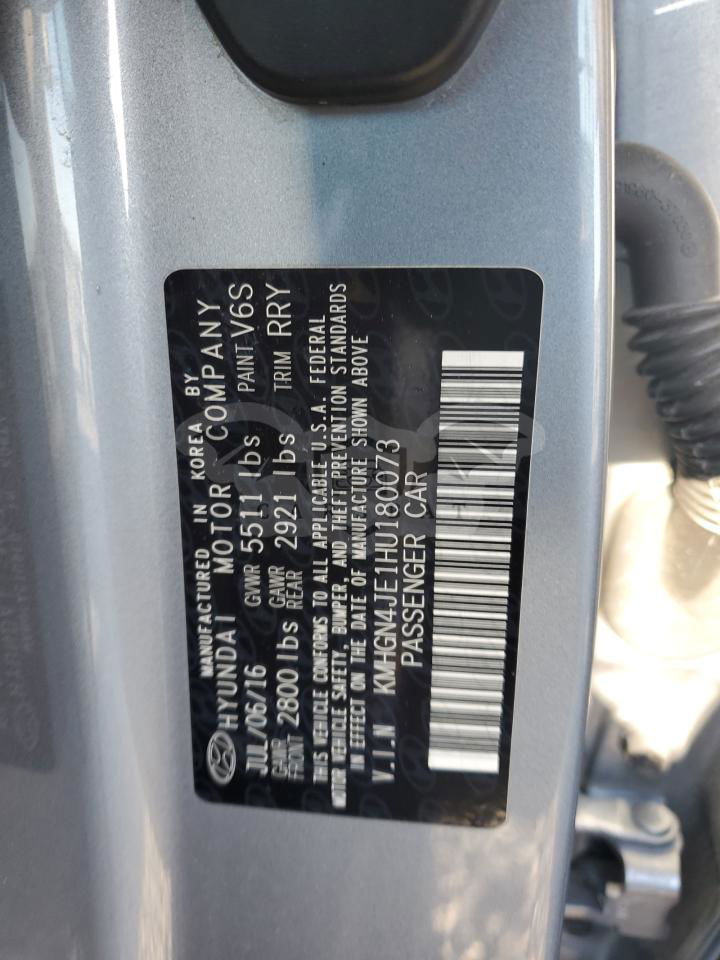 MANUFACTURED IN KOREA BY
HYUNDAI MOTOR COMPANY
JUL/06/16 GVWR 5511 lbs PAINT V6S
GAWR FRONT 2800 lbs GAWR REAR 2921 lbs TRIM RRY
THIS VEHICLE CONFORMS TO ALL APPLICABLE U.S.A. FEDERAL
MOTOR VEHICLE SAFETY, BUMPER, AND THEFT PREVENTION STANDARDS
IN EFFECT ON THE DATE OF MANUFACTURE SHOWN ABOVE
V.I.N KMHGN4JE1HU180073
PASSENGER CAR